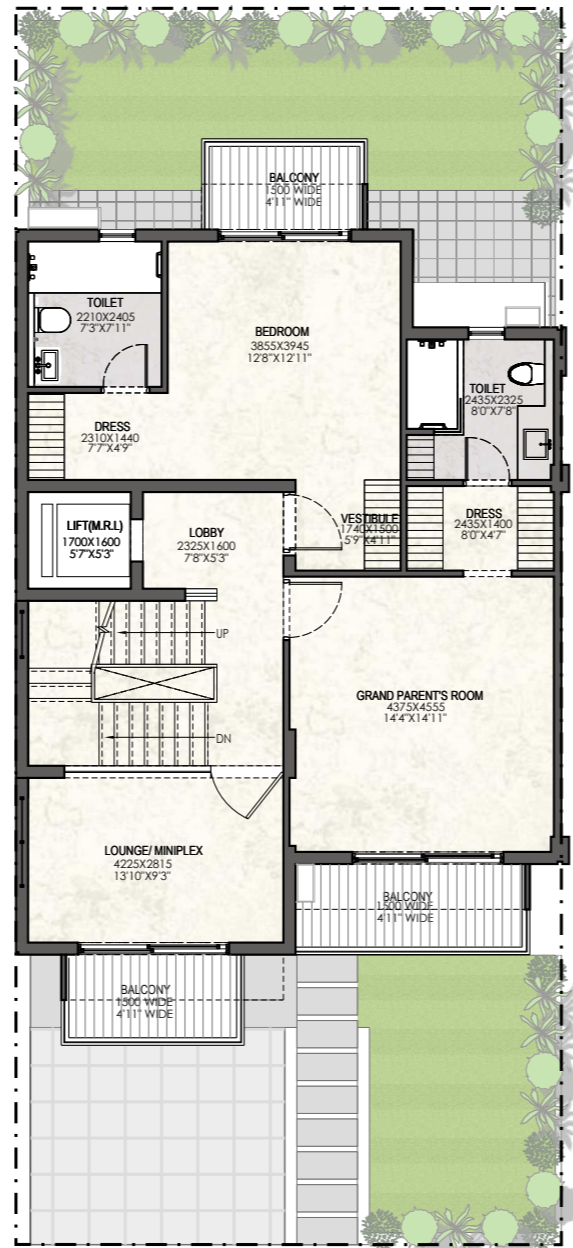 BALCONY
1500 WIDE
4'11" WIDE
TOILET
2210X2405
7'3"X7'11"
BEDROOM
3855X3945
12'8"X12'11"
TOILET
2435X2325
8'0"X7'8"
DRESS
2310X1440
7'7"X4'9"
LIFT(M.R.L)
1700X1600
5'7"X5'3"
LOBBY
2325X1600
7'8"X5'3"
VESTIBULE
1740X1500
5'9"X4'11"
DRESS
2435X1400
8'0"X4'7"
UP
GRAND PARENT'S ROOM
4375X4555
14'4"X14'11"
DN
LOUNGE/ MINIPLEX
4225X2815
13'10"X9'3"
BALCONY
1500 WIDE
4'11" WIDE
BALCONY
1500 WIDE
4'11" WIDE